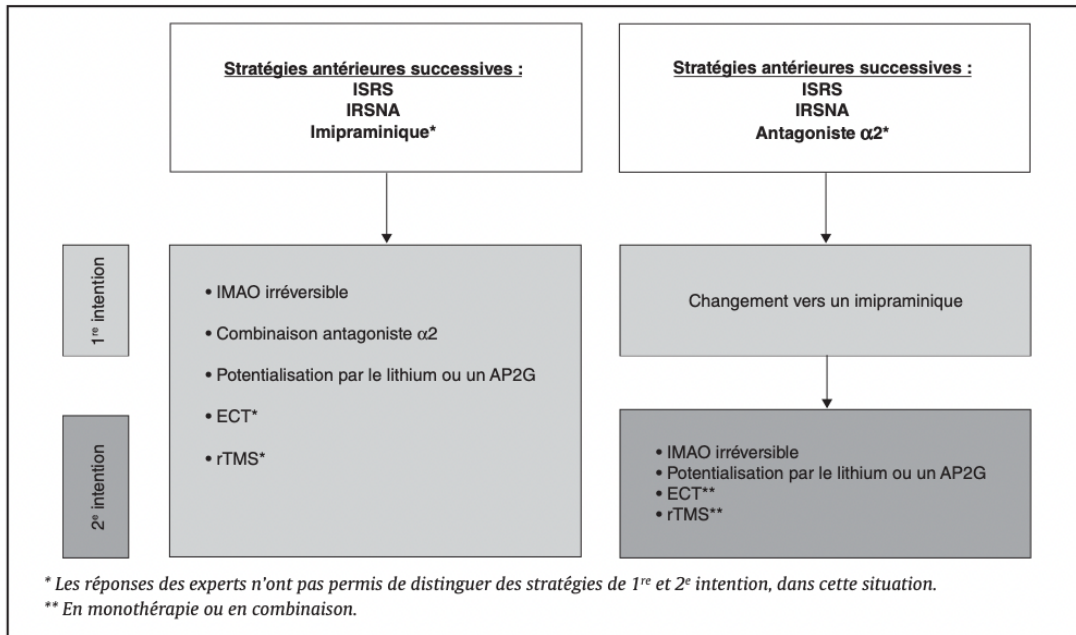 Stratégies antérieures successives :
ISRS
IRSNA
Imipraminique*
Stratégies antérieures successives :
ISRS
IRSNA
Antagoniste α2*
1re intention
• IMAO irréversible
• Combinaison antagoniste α2
• Potentialisation par le lithium ou un AP2G
• ECT*
• rTMS*
Changement vers un imipraminique
2e intention
• IMAO irréversible
• Potentialisation par le lithium ou un AP2G
• ECT**
• rTMS**
* Les réponses des experts n'ont pas permis de distinguer des stratégies de 1re et 2e intention, dans cette situation.
** En monothérapie ou en combinaison.